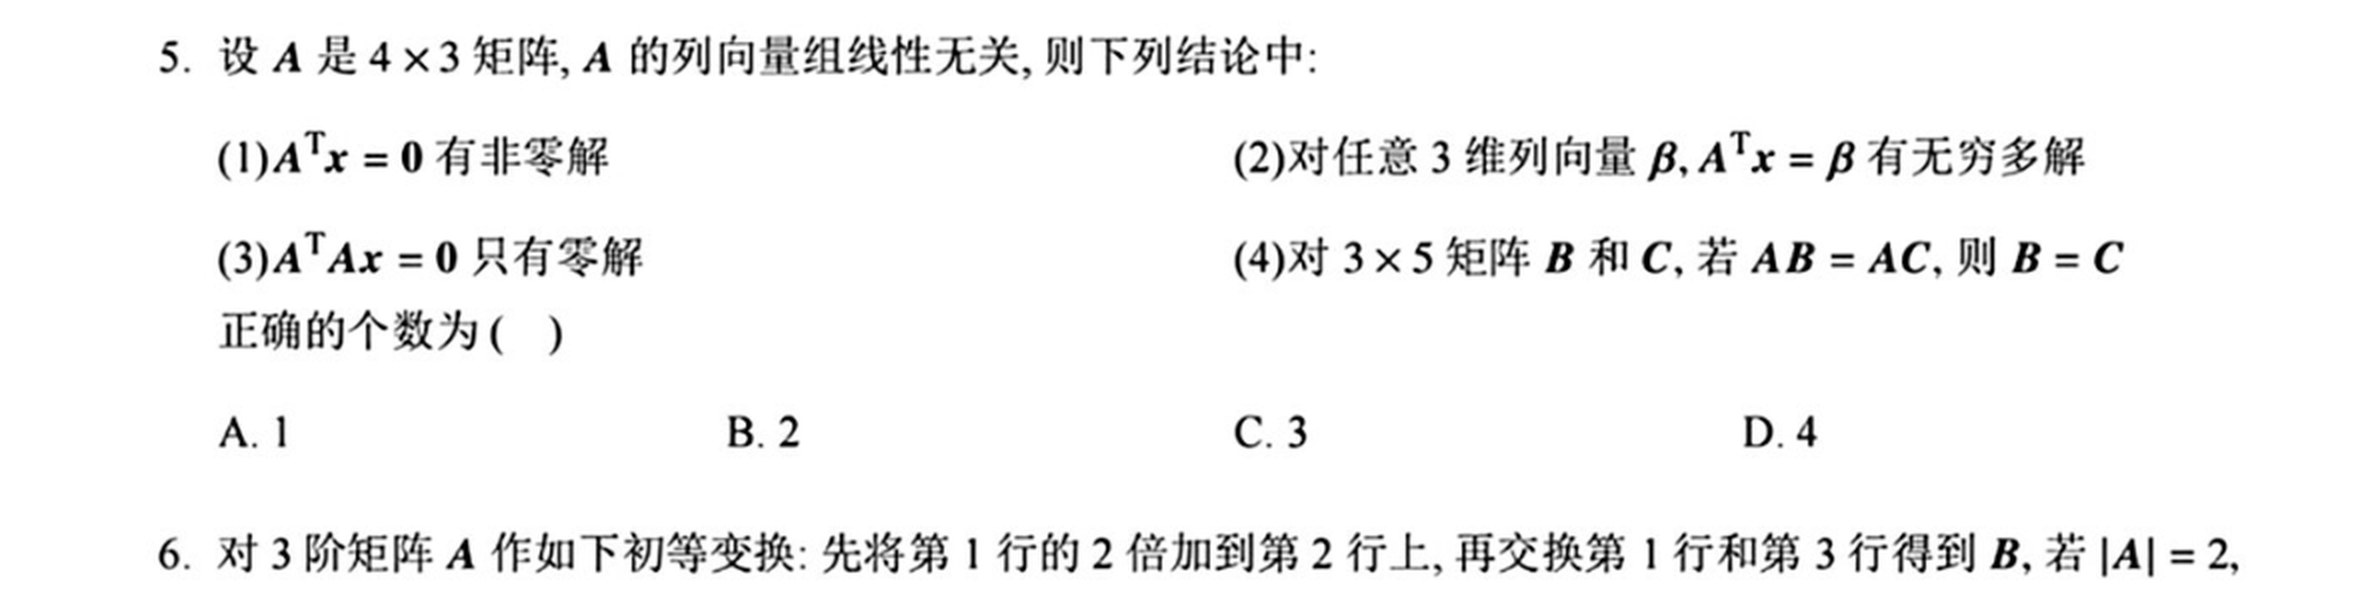 5. 设 A 是 4 × 3 矩阵, A 的列向量组线性无关, 则下列结论中:
(1)Aᵀx = 0 有非零解 (2)对任意 3 维列向量 β, Aᵀx = β 有无穷多解
(3)AᵀAx = 0 只有零解 (4)对 3 × 5 矩阵 B 和 C, 若 AB = AC, 则 B = C
正确的个数为 ( )
A. 1 B. 2 C. 3 D. 4
6. 对 3 阶矩阵 A 作如下初等变换: 先将第 1 行的 2 倍加到第 2 行上, 再交换第 1 行和第 3 行得到 B, 若 |A| = 2,